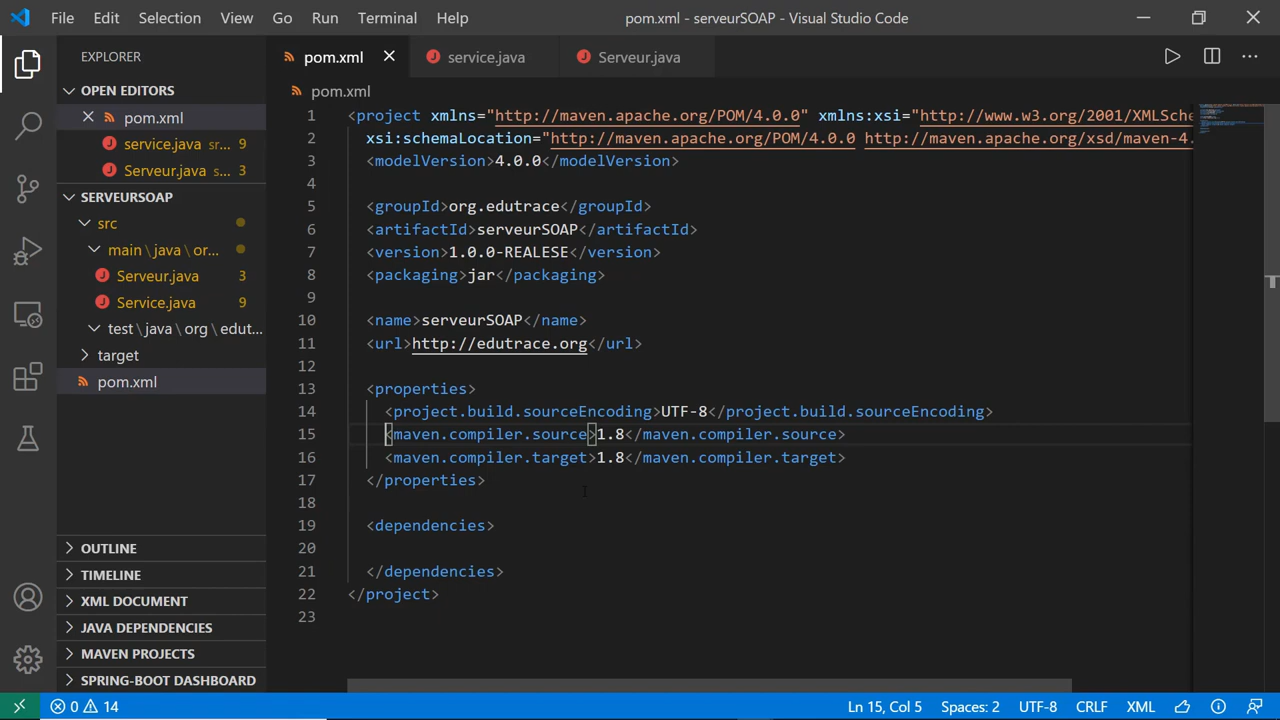 File Edit Selection View Go Run Terminal Help pom.xml - serveurSOAP - Visual Studio Code
EXPLORER
OPEN EDITORS
pom.xml
service.java sr... 9
Serveur.java s... 3
SERVEURSOAP
src
main\java\or...
Serveur.java 3
Service.java 9
test\java\org\edut...
target
pom.xml
OUTLINE
TIMELINE
XML DOCUMENT
JAVA DEPENDENCIES
MAVEN PROJECTS
SPRING-BOOT DASHBOARD
pom.xml service.java Serveur.java
pom.xml
1 <project xmlns="http://maven.apache.org/POM/4.0.0" xmlns:xsi="http://www.w3.org/2001/XMLSche
2 xsi:schemaLocation="http://maven.apache.org/POM/4.0.0 http://maven.apache.org/xsd/maven-4.
3 <modelVersion>4.0.0</modelVersion>
4
5 <groupId>org.edutrace</groupId>
6 <artifactId>serveurSOAP</artifactId>
7 <version>1.0.0-REALESE</version>
8 <packaging>jar</packaging>
9
10 <name>serveurSOAP</name>
11 <url>http://edutrace.org</url>
12
13 <properties>
14 <project.build.sourceEncoding>UTF-8</project.build.sourceEncoding>
15 <maven.compiler.source>1.8</maven.compiler.source>
16 <maven.compiler.target>1.8</maven.compiler.target>
17 </properties>
18
19 <dependencies>
20
21 </dependencies>
22 </project>
23
0 14 Ln 15, Col 5 Spaces: 2 UTF-8 CRLF XML